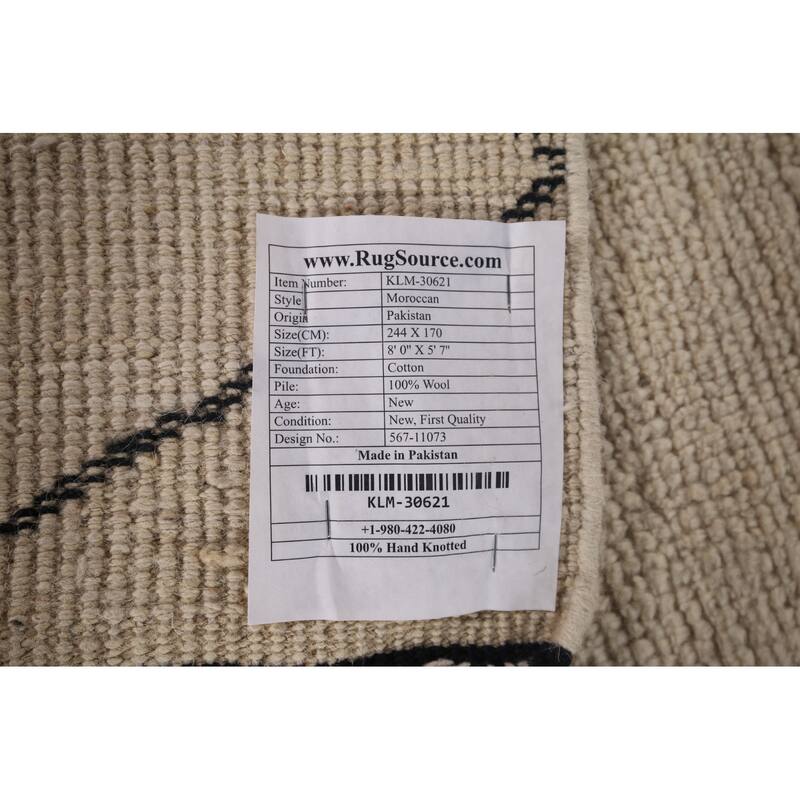 www.RugSource.com
Item Number: KLM-30621
Style Moroccan
Origin Pakistan
Size(CM): 244 X 170
Size(FT): 8' 0" X 5' 7"
Foundation: Cotton
Pile: 100% Wool
Age: New
Condition: New, First Quality
Design No.: 567-11073
Made in Pakistan
KLM-30621
+1-980-422-4080
100% Hand Knotted